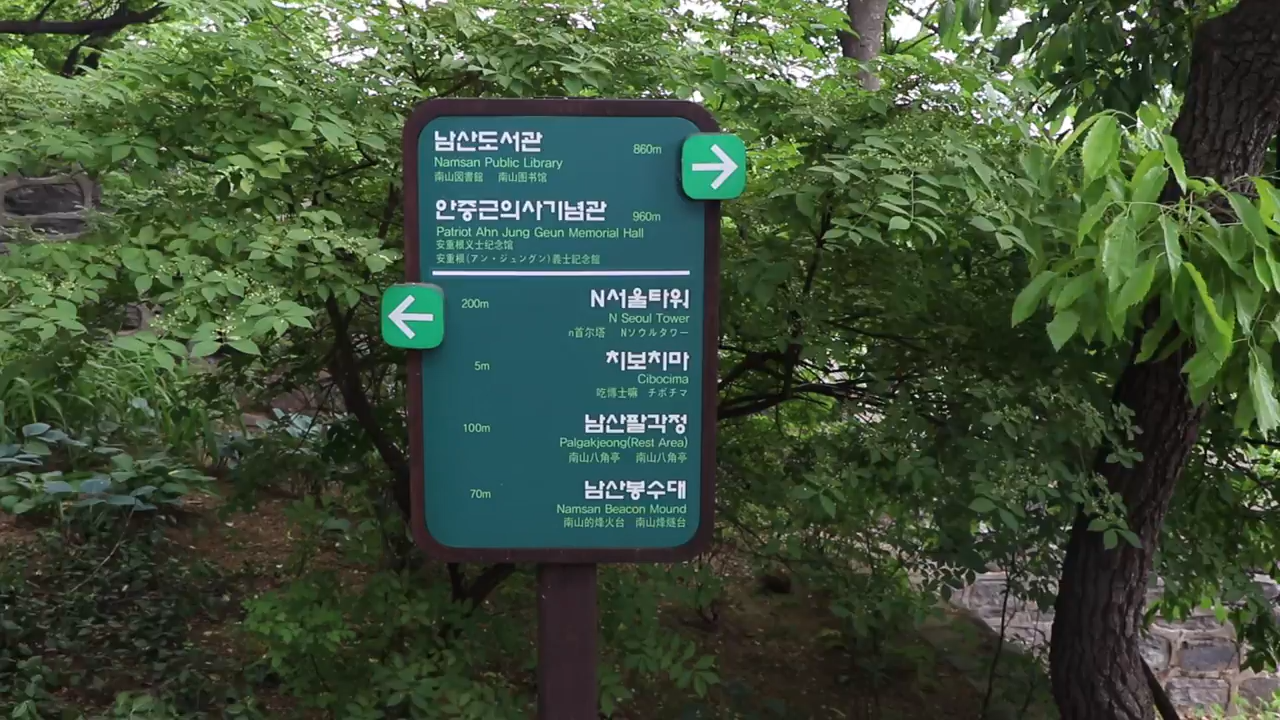 남산도서관 860m
Namsan Public Library
南山図書館 南山图书馆
안중근의사기념관 960m
Patriot Ahn Jung Geun Memorial Hall
安重根义士纪念馆
安重根(アン・ジュングン)義士記念館
200m N서울타워
N Seoul Tower
n首尔塔 Nソウルタワー
5m 치보치마
Cibocima
吃博士嘛 チボチマ
100m 남산팔각정
Palgakjeong(Rest Area)
南山八角亭 南山八角亭
70m 남산봉수대
Namsan Beacon Mound
南山的烽火台 南山烽燧台